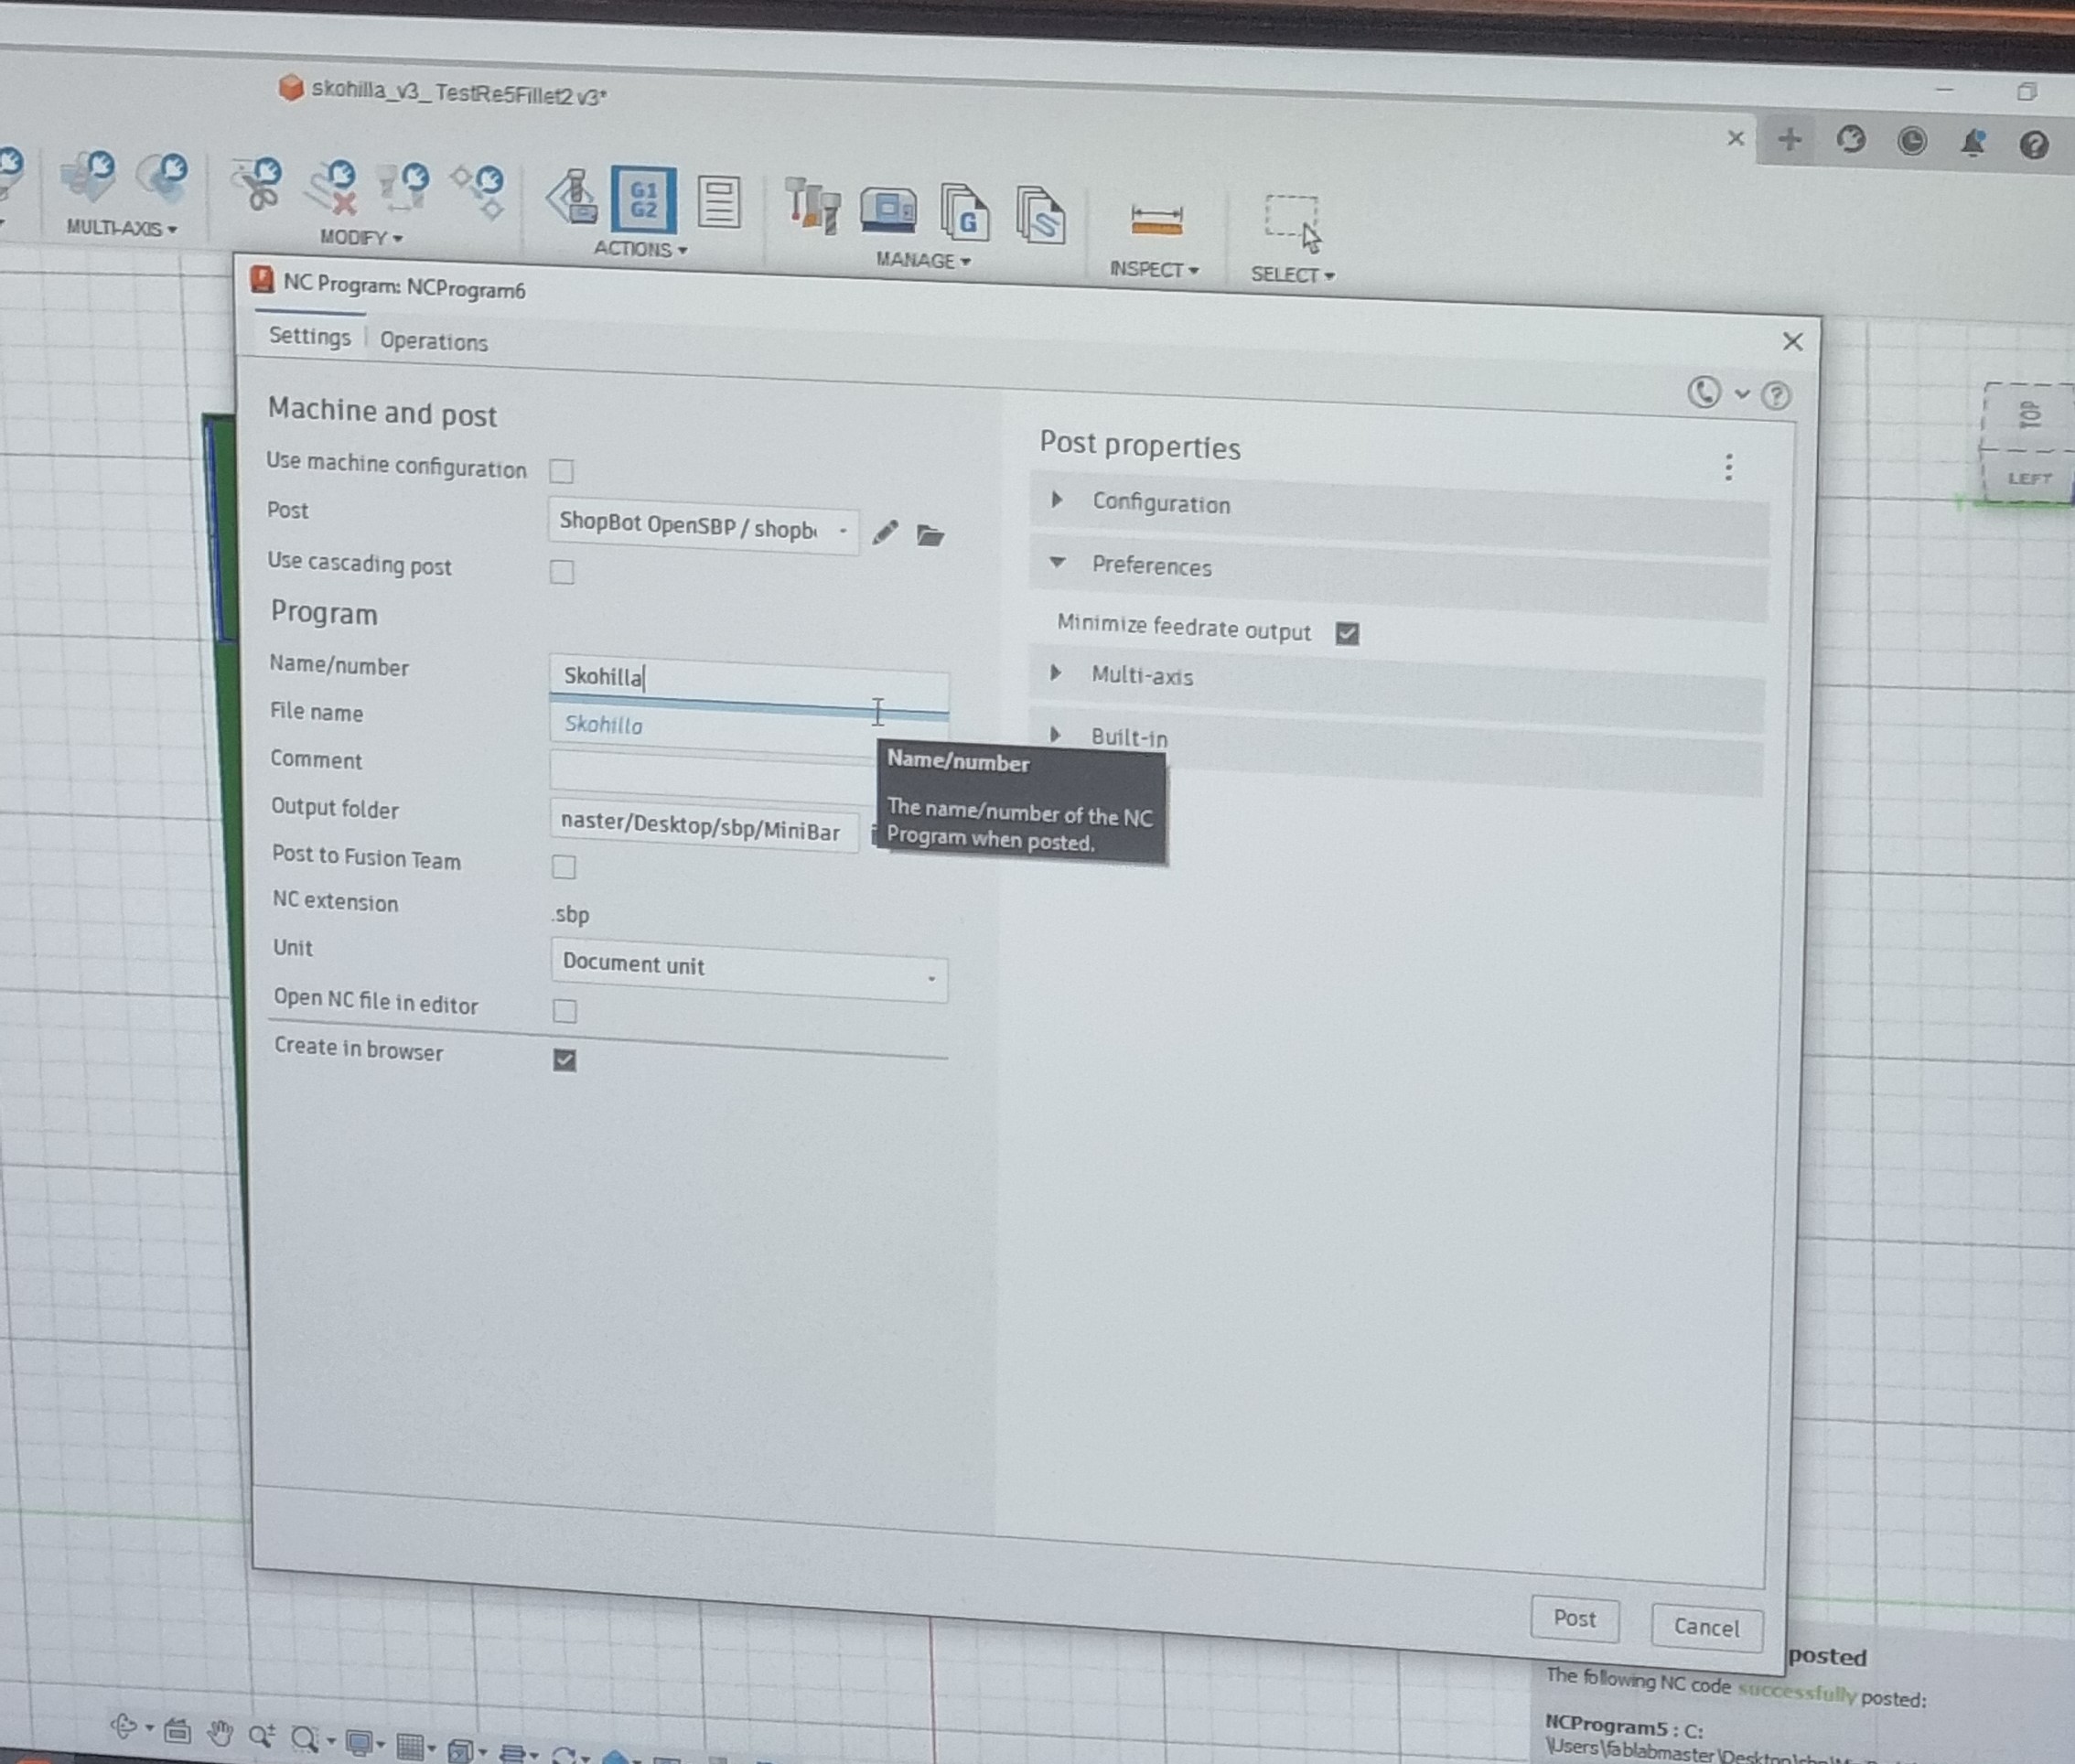 skohilla_v3_TestRe5Fillet2 v3*
MULTI-AXIS
MODIFY
G1
G2
ACTIONS
G
MANAGE
INSPECT
SELECT
NC Program: NCProgram6
Settings
Operations
TOP
LEFT
Machine and post
Use machine configuration
Post
ShopBot OpenSBP / shopb
Use cascading post
Program
Name/number
Skohilla
File name
Skohilla
Comment
Output folder
naster/Desktop/sbp/MiniBar
Post to Fusion Team
NC extension
.sbp
Unit
Document unit
Open NC file in editor
Create in browser
Post properties
Configuration
Preferences
Minimize feedrate output
Multi-axis
Built-in
Name/number
The name/number of the NC
Program when posted.
Post
Cancel
posted
The following NC code successfully posted:
NCProgram5 : C:
\Users\fablabmaster\Desktop\sbp\